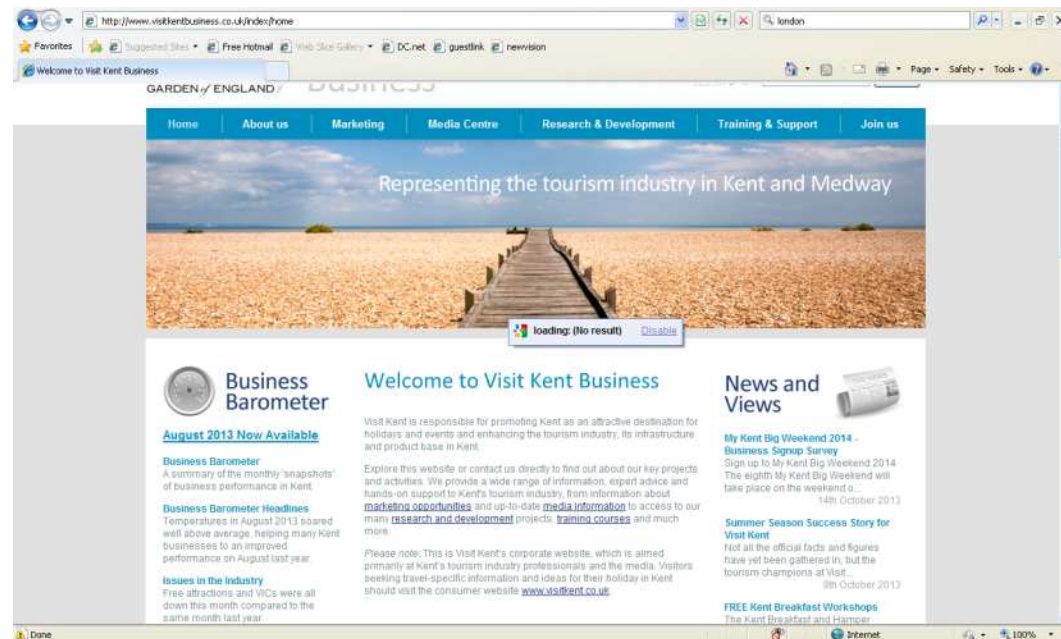 http://www.visitkentbusiness.co.uk/index/home
london
Favorites
Suggested Sites
Free Hotmail
Web Slice Gallery
DC.net
guestlink
newvision
Welcome to Visit Kent Business
Page
Safety
Tools
GARDEN of ENGLAND
Business
Home
About us
Marketing
Media Centre
Research & Development
Training & Support
Join us
Representing the tourism industry in Kent and Medway
loading: (No result) Disable
Business
Barometer
August 2013 Now Available
Business Barometer
A summary of the monthly 'snapshots'
of business performance in Kent.
Business Barometer Headlines
Temperatures in August 2013 soared
well above average, helping many Kent
businesses to an improved
performance on August last year.
Issues in the Industry
Free attractions and VICs were all
down this month compared to the
same month last year.
Welcome to Visit Kent Business
Visit Kent is responsible for promoting Kent as an attractive destination for
holidays and events and enhancing the tourism industry, its infrastructure
and product base in Kent.
Explore this website or contact us directly to find out about our key projects
and activities. We provide a wide range of information, expert advice and
hands-on support to Kent's tourism industry, from information about
marketing opportunities and up-to-date media information to access to our
many research and development projects, training courses and much
more.
Please note: This is Visit Kent's corporate website, which is aimed
primarily at Kent's tourism industry professionals and the media. Visitors
seeking travel-specific information and ideas for their holiday in Kent
should visit the consumer website www.visitkent.co.uk.
News and
Views
My Kent Big Weekend 2014 -
Business Signup Survey
Sign up to My Kent Big Weekend 2014
The eighth My Kent Big Weekend will
take place on the weekend o...
14th October 2013
Summer Season Success Story for
Visit Kent
Not all the official facts and figures
have yet been gathered in, but the
tourism champions at Visit...
9th October 2013
FREE Kent Breakfast Workshops
The Kent Breakfast and Hamper
Done
Internet
100%